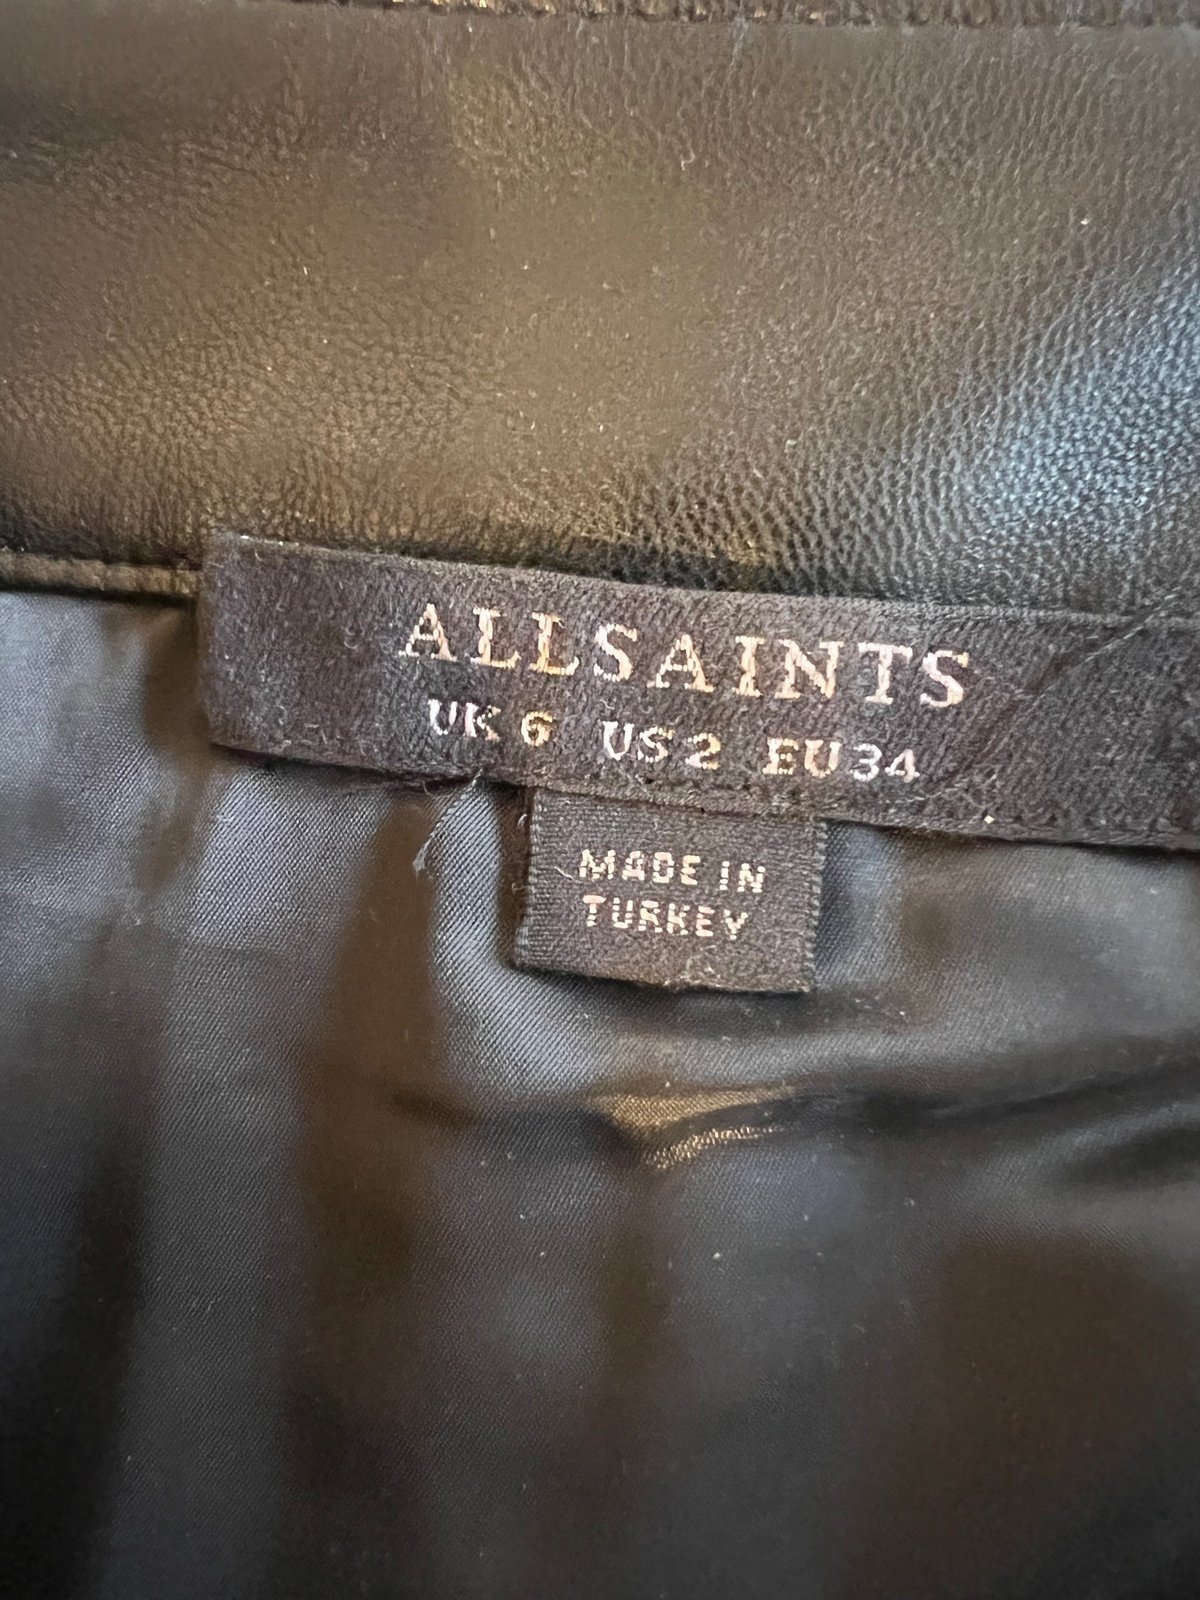 ALLSAINTS
UK 6 US 2 EU 34
MADE IN
TURKEY